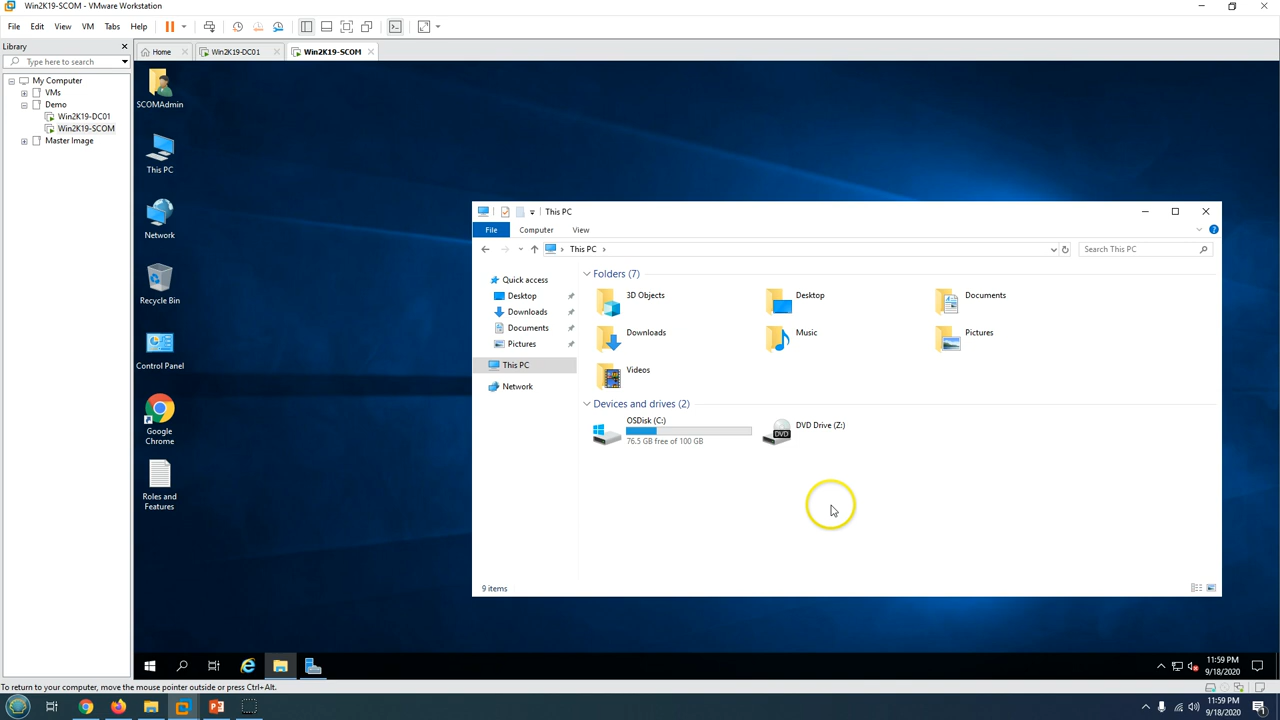 Win2K19-SCOM - VMware Workstation
File Edit View VM Tabs Help
Library
Type here to search
My Computer
VMs
Demo
Win2K19-DC01
Win2K19-SCOM
Master Image
Home
Win2K19-DC01
Win2K19-SCOM
SCOMAdmin
This PC
Network
Recycle Bin
Control Panel
Google
Chrome
Roles and
Features
This PC
File Computer View
This PC
Search This PC
Quick access
Desktop
Downloads
Documents
Pictures
This PC
Network
Folders (7)
3D Objects
Desktop
Documents
Downloads
Music
Pictures
Videos
Devices and drives (2)
OSDisk (C:)
76.5 GB free of 100 GB
DVD Drive (Z:)
DVD
9 items
11:59 PM
9/18/2020
To return to your computer, move the mouse pointer outside or press Ctrl+Alt.
11:59 PM
9/18/2020